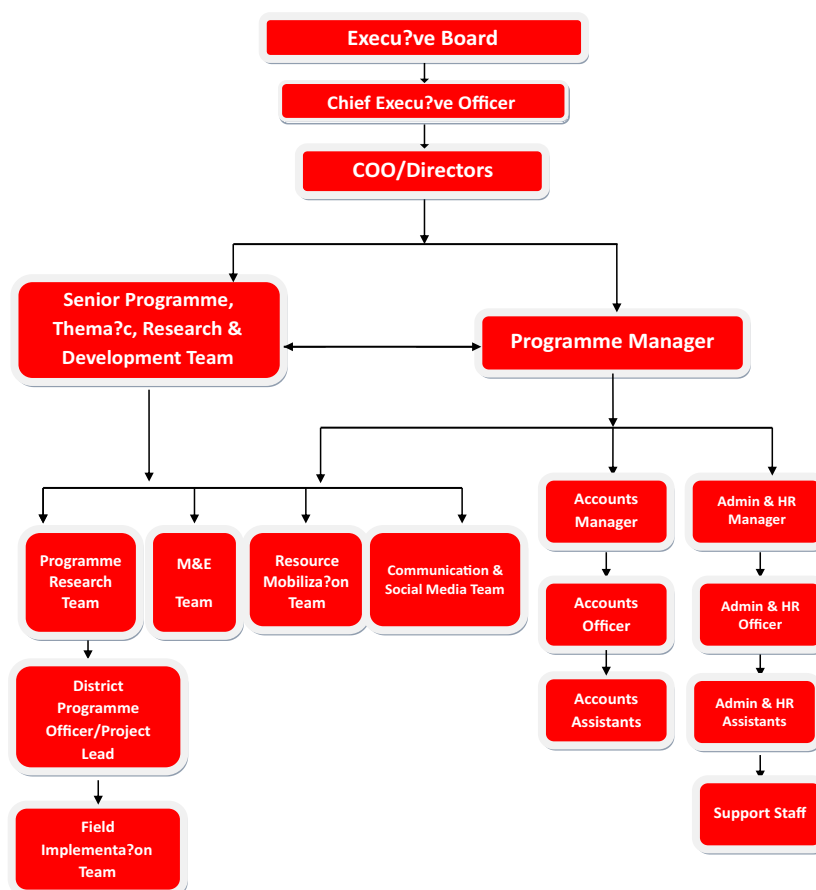 Execu?ve Board
Chief Execu?ve Officer
COO/Directors
Senior Programme,
Thema?c, Research &
Development Team
Programme Manager
Programme
Research
Team
M&E
Team
Resource
Mobiliza?on
Team
Communication &
Social Media Team
Accounts
Manager
Admin & HR
Manager
Accounts
Officer
Admin & HR
Officer
District
Programme
Officer/Project
Lead
Accounts
Assistants
Admin & HR
Assistants
Field
Implementa?on
Team
Support Staff